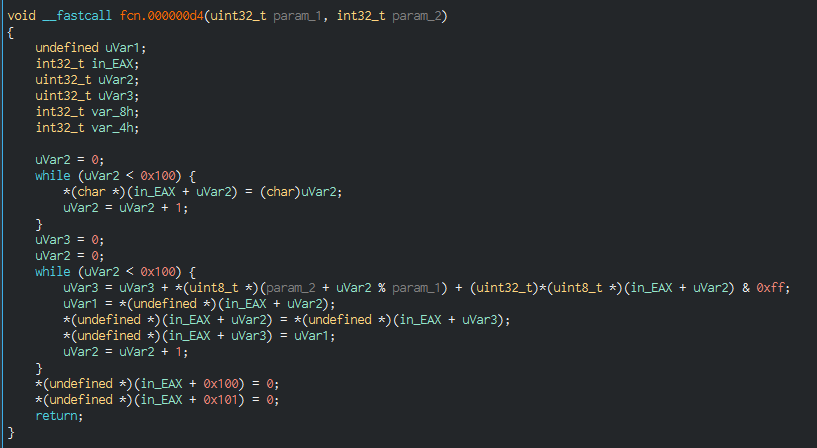 void __fastcall fcn.000000d4(uint32_t param_1, int32_t param_2)
{
    undefined uVar1;
    int32_t in_EAX;
    uint32_t uVar2;
    uint32_t uVar3;
    int32_t var_8h;
    int32_t var_4h;

    uVar2 = 0;
    while (uVar2 < 0x100) {
        *(char *)(in_EAX + uVar2) = (char)uVar2;
        uVar2 = uVar2 + 1;
    }
    uVar3 = 0;
    uVar2 = 0;
    while (uVar2 < 0x100) {
        uVar3 = uVar3 + *(uint8_t *)(param_2 + uVar2 % param_1) + (uint32_t)*(uint8_t *)(in_EAX + uVar2) & 0xff;
        uVar1 = *(undefined *)(in_EAX + uVar2);
        *(undefined *)(in_EAX + uVar2) = *(undefined *)(in_EAX + uVar3);
        *(undefined *)(in_EAX + uVar3) = uVar1;
        uVar2 = uVar2 + 1;
    }
    *(undefined *)(in_EAX + 0x100) = 0;
    *(undefined *)(in_EAX + 0x101) = 0;
    return;
}